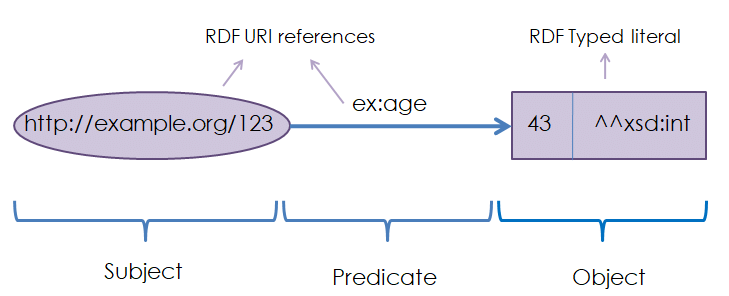 RDF URI references
RDF Typed literal
ex:age
http://example.org/123
43
^^xsd:int
Subject
Predicate
Object